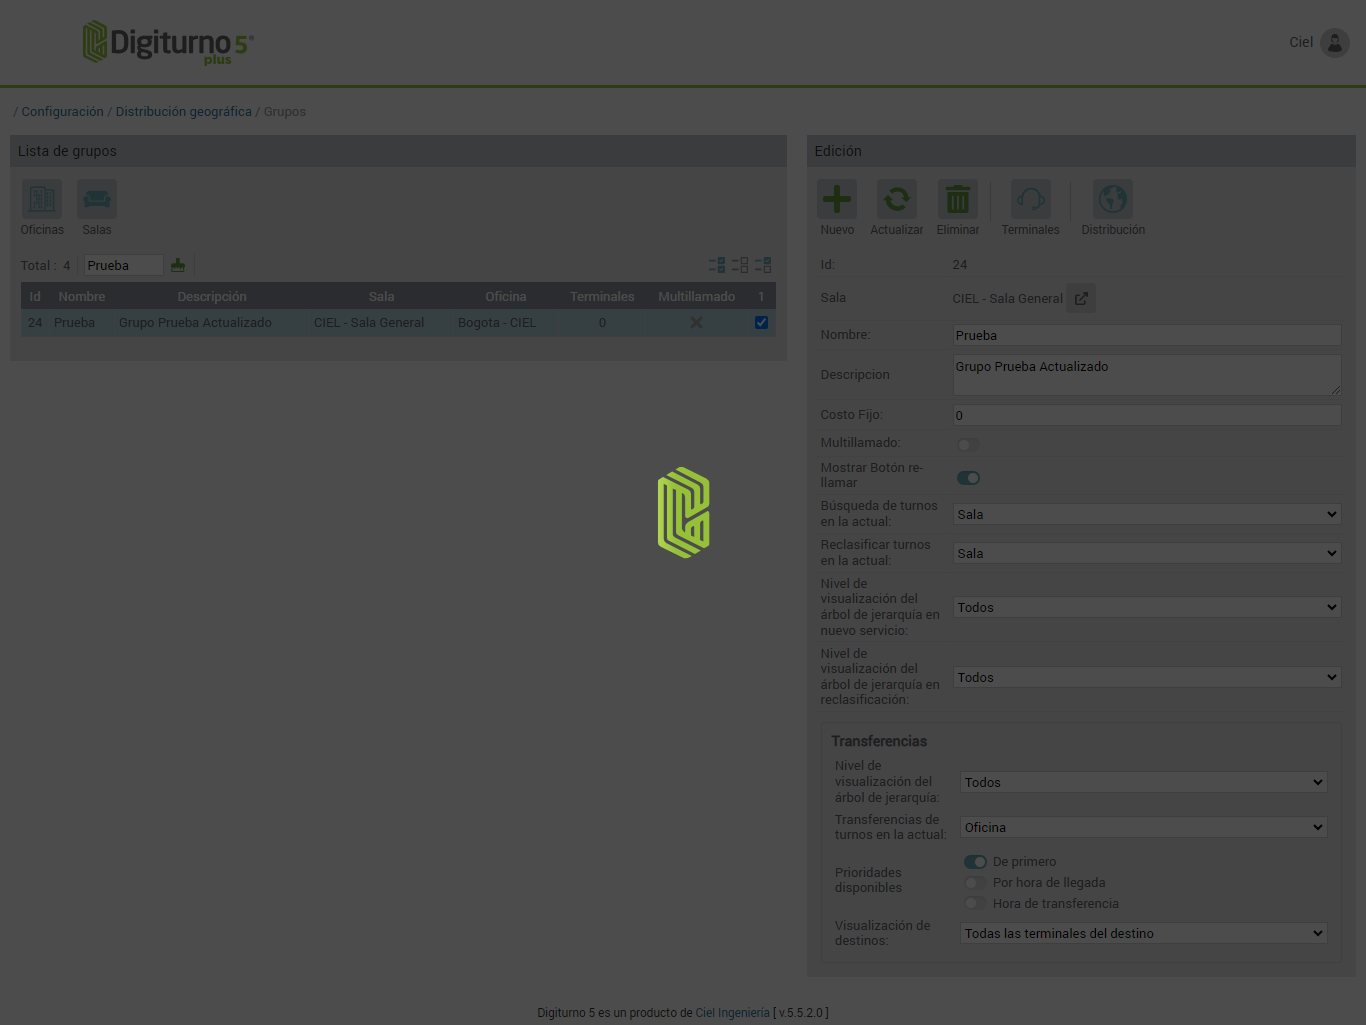 Digiturno 5®
plus
Ciel
/ Configuración / Distribución geográfica / Grupos
Lista de grupos
Oficinas Salas
Total : 4 Prueba
Id Nombre Descripción Sala Oficina Terminales Multillamado 1
24 Prueba Grupo Prueba Actualizado CIEL - Sala General Bogota - CIEL 0
Edición
Nuevo Actualizar Eliminar Terminales Distribución
Id: 24
Sala CIEL - Sala General
Nombre: Prueba
Descripcion Grupo Prueba Actualizado
Costo Fijo: 0
Multillamado:
Mostrar Botón re-
llamar
Búsqueda de turnos
en la actual: Sala
Reclasificar turnos
en la actual: Sala
Nivel de
visualización del
árbol de jerarquía en
nuevo servicio: Todos
Nivel de
visualización del
árbol de jerarquía en
reclasificación: Todos
Transferencias
Nivel de
visualización del
árbol de jerarquía: Todos
Transferencias de
turnos en la actual: Oficina
Prioridades
disponibles
De primero
Por hora de llegada
Hora de transferencia
Visualización de
destinos: Todas las terminales del destino
Digiturno 5 es un producto de Ciel Ingeniería [ v.5.5.2.0 ]